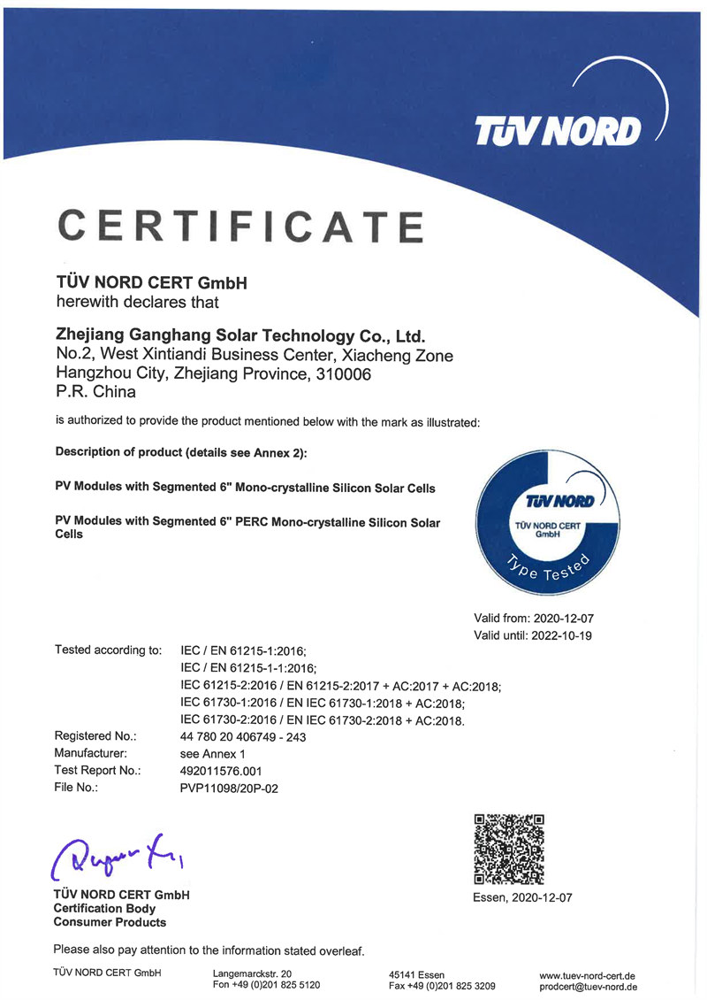 TÜV NORD
CERTIFICATE
TÜV NORD CERT GmbH
herewith declares that
Zhejiang Ganghang Solar Technology Co., Ltd.
No.2, West Xintiandi Business Center, Xiacheng Zone
Hangzhou City, Zhejiang Province, 310006
P.R. China
is authorized to provide the product mentioned below with the mark as illustrated:
Description of product (details see Annex 2):
PV Modules with Segmented 6" Mono-crystalline Silicon Solar Cells
PV Modules with Segmented 6" PERC Mono-crystalline Silicon Solar
Cells
TÜV NORD
TÜV NORD CERT
GmbH
Type Tested
Valid from: 2020-12-07
Valid until: 2022-10-19
Tested according to: IEC / EN 61215-1:2016;
IEC / EN 61215-1-1:2016;
IEC 61215-2:2016 / EN 61215-2:2017 + AC:2017 + AC:2018;
IEC 61730-1:2016 / EN IEC 61730-1:2018 + AC:2018;
IEC 61730-2:2016 / EN IEC 61730-2:2018 + AC:2018.
Registered No.: 44 780 20 406749 - 243
Manufacturer: see Annex 1
Test Report No.: 492011576.001
File No.: PVP11098/20P-02
TÜV NORD CERT GmbH
Certification Body
Consumer Products
Essen, 2020-12-07
Please also pay attention to the information stated overleaf.
TÜV NORD CERT GmbH Langemarckstr. 20 45141 Essen www.tuev-nord-cert.de
Fon +49 (0)201 825 5120 Fax +49 (0)201 825 3209 prodcert@tuev-nord.de